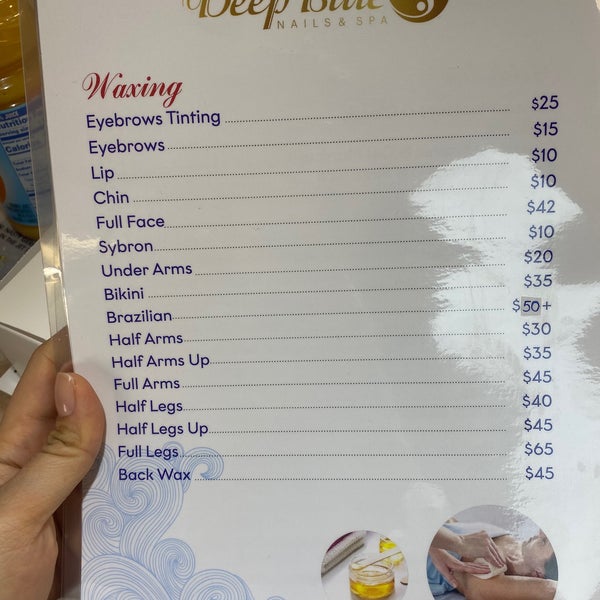 Deep Blue
NAILS & SPA
Waxing
Eyebrows Tinting $25
Eyebrows $15
Lip $10
Chin $10
Full Face $42
Sybron $10
Under Arms $20
Bikini $35
Brazilian $50+
Half Arms $30
Half Arms Up $35
Full Arms $45
Half Legs $40
Half Legs Up $45
Full Legs $65
Back Wax $45